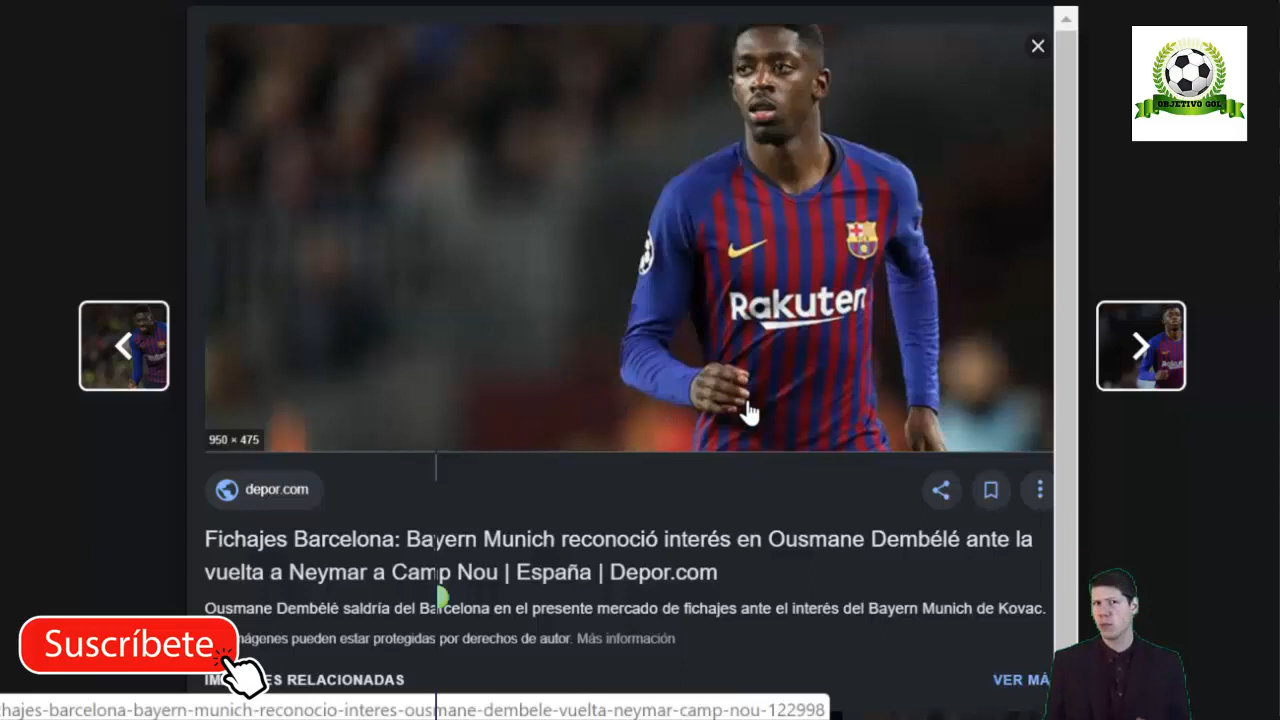 OBJETIVO GOL
Rakuten
950 × 475
depor.com
Fichajes Barcelona: Bayern Munich reconoció interés en Ousmane Dembélé ante la
vuelta a Neymar a Camp Nou | España | Depor.com
Ousmane Dembélé saldría del Barcelona en el presente mercado de fichajes ante el interés del Bayern Munich de Kovac.
mágenes pueden estar protegidas por derechos de autor. Más información
Suscríbete
IM ES RELACIONADAS
VER MÁ
chajes-barcelona-bayern-munich-reconocio-interes-ousmane-dembele-vuelta-neymar-camp-nou-122998